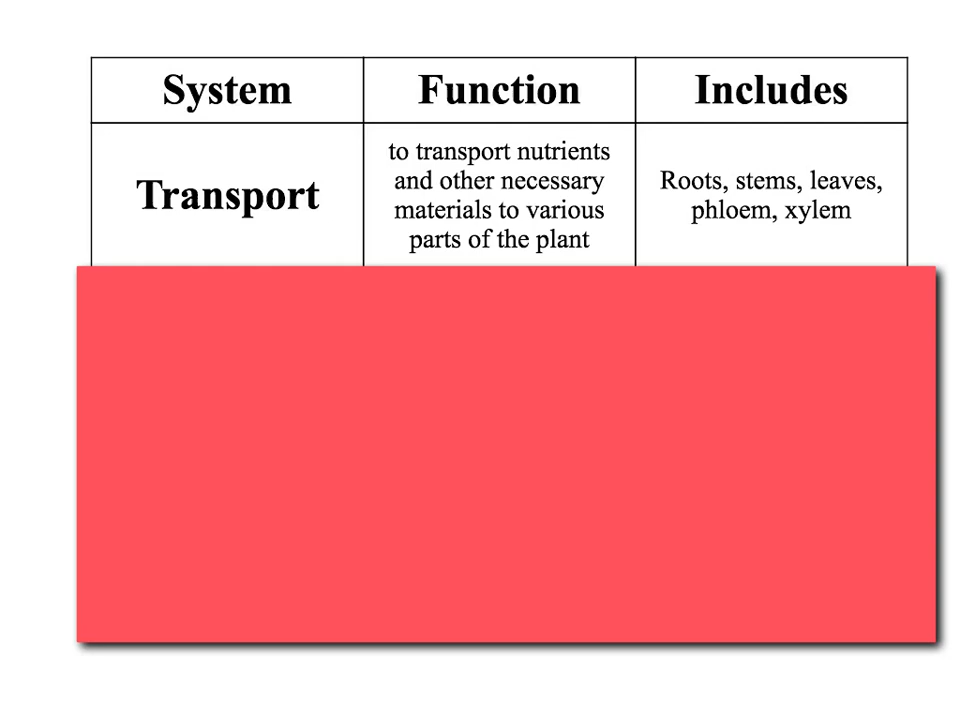 System Function Includes
Transport
to transport nutrients
and other necessary
materials to various
parts of the plant
Roots, stems, leaves,
phloem, xylem